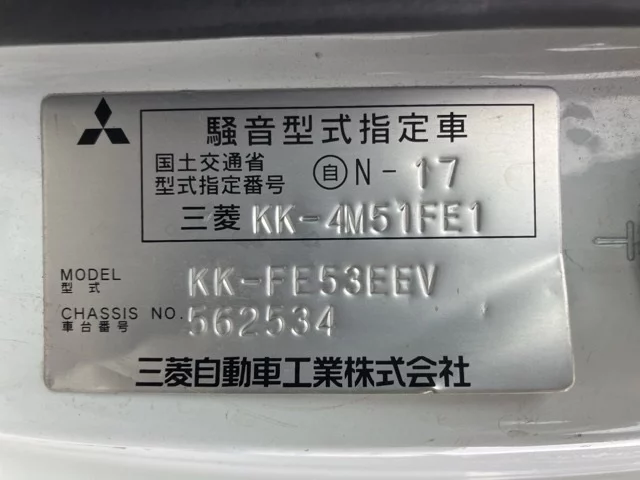 騒音型式指定車
国土交通省
型式指定番号 自 N-17
三菱 KK-4M51FE1
MODEL
型式 KK-FE53EEV
CHASSIS NO.
車台番号 562534
三菱自動車工業株式会社